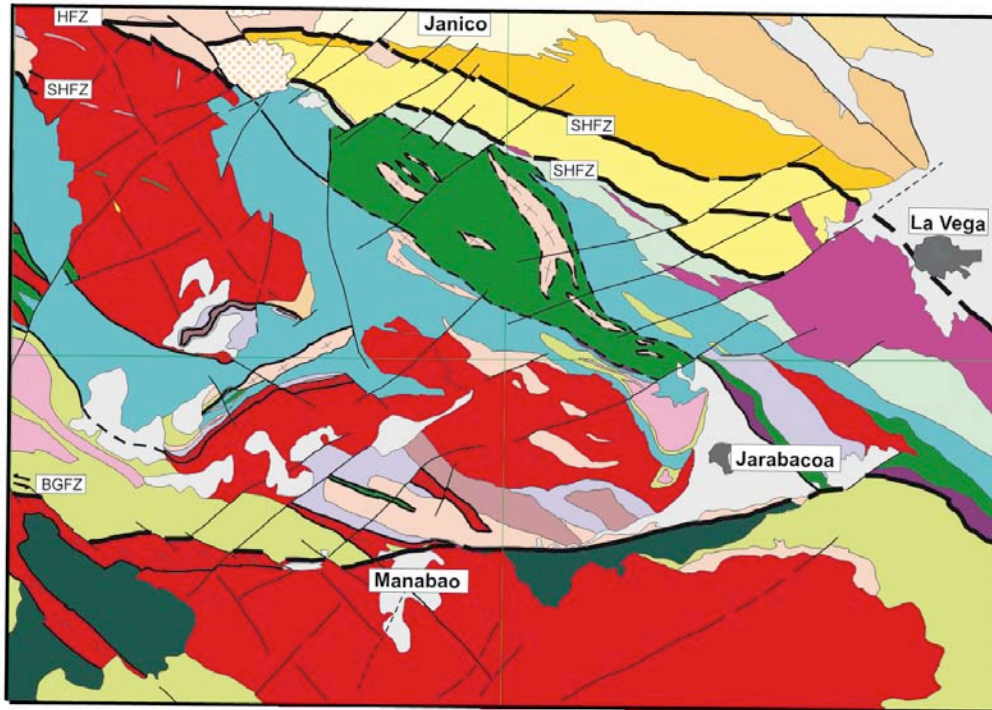 HFZ
Janico
SHFZ
SHFZ
SHFZ
La Vega
Jarabacoa
BGFZ
Manabao